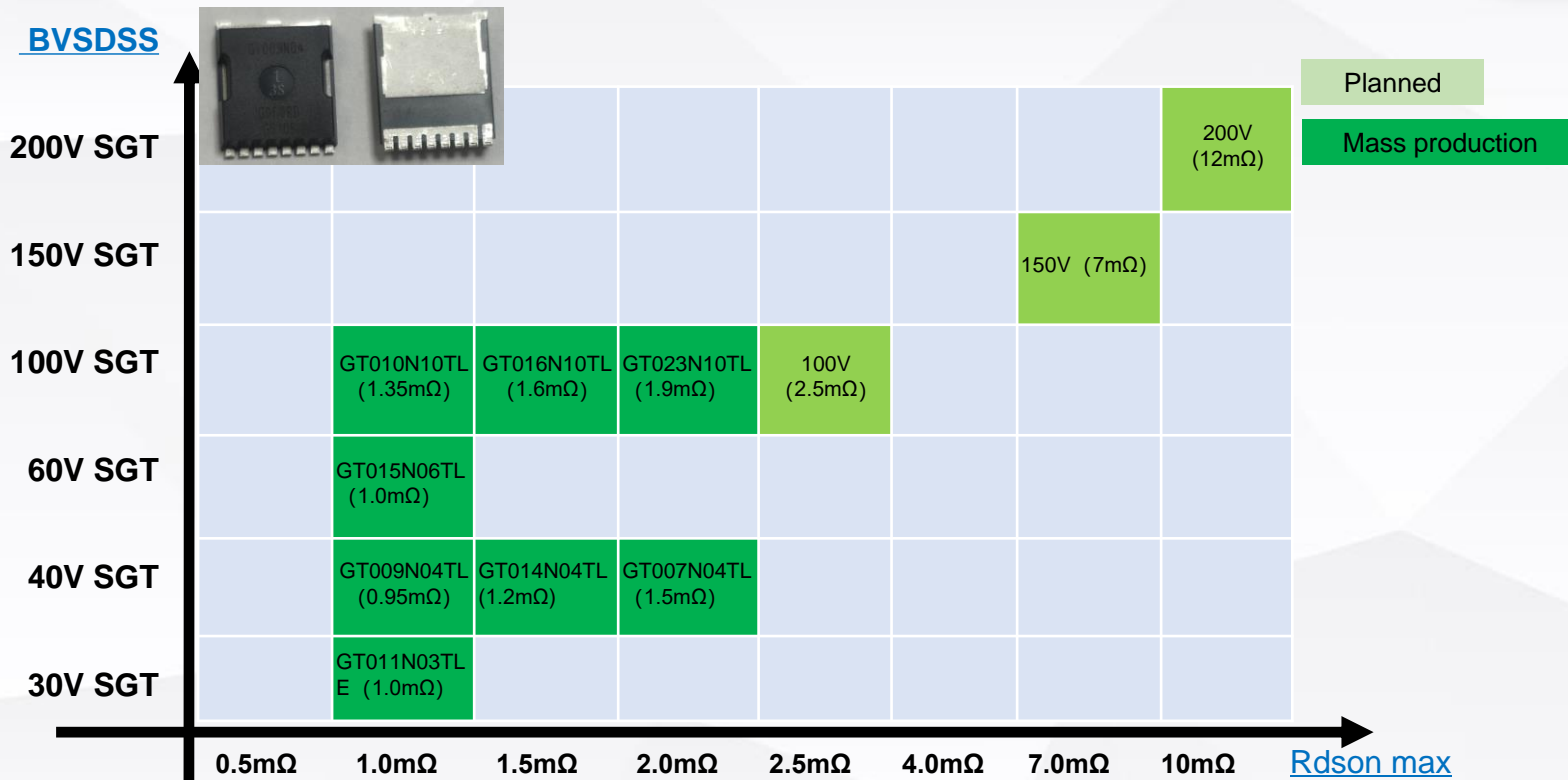 BVSDSS
Planned
Mass production
200V SGT
200V
(12mΩ)
150V SGT
150V (7mΩ)
100V SGT
GT010N10TL
(1.35mΩ)
GT016N10TL
(1.6mΩ)
GT023N10TL
(1.9mΩ)
100V
(2.5mΩ)
60V SGT
GT015N06TL
(1.0mΩ)
40V SGT
GT009N04TL
(0.95mΩ)
GT014N04TL
(1.2mΩ)
GT007N04TL
(1.5mΩ)
30V SGT
GT011N03TL
E (1.0mΩ)
0.5mΩ 1.0mΩ 1.5mΩ 2.0mΩ 2.5mΩ 4.0mΩ 7.0mΩ 10mΩ Rdson max